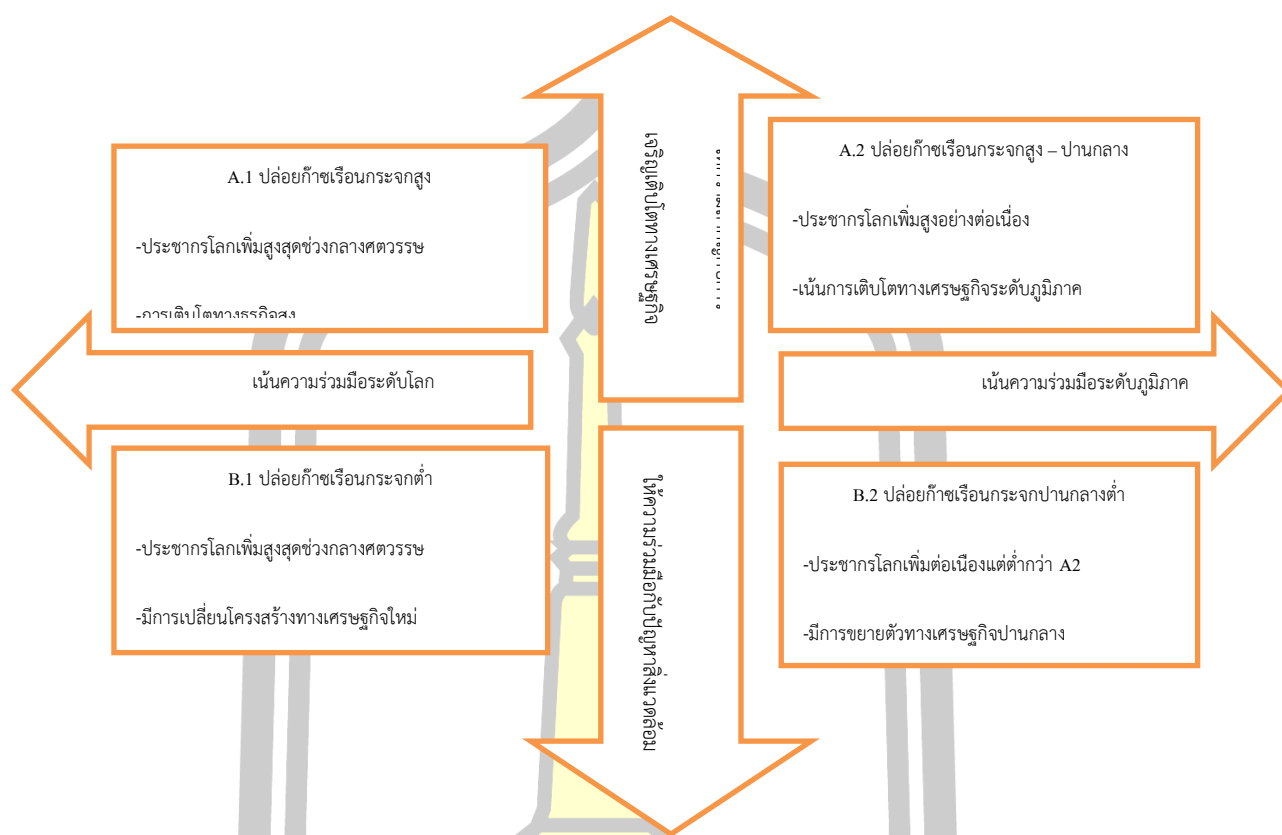 A.1 ปล่อยก๊าซเรือนกระจกสูง
-ประชากรโลกเพิ่มสูงสุดช่วงกลางศตวรรษ
-การเติบโตทางธุรกิจสูง
เจริญเติบโตทางเศรษฐกิจ
A.2 ปล่อยก๊าซเรือนกระจกสูง – ปานกลาง
-ประชากรโลกเพิ่มสูงอย่างต่อเนื่อง
-เน้นการเติบโตทางเศรษฐกิจระดับภูมิภาค
เน้นความร่วมมือระดับโลก
เน้นความร่วมมือระดับภูมิภาค
B.1 ปล่อยก๊าซเรือนกระจกต่ำ
-ประชากรโลกเพิ่มสูงสุดช่วงกลางศตวรรษ
-มีการเปลี่ยนโครงสร้างทางเศรษฐกิจใหม่
ให้ความร่วมมือกับปัญหาสิ่งแวดล้อม
B.2 ปล่อยก๊าซเรือนกระจกปานกลางต่ำ
-ประชากรโลกเพิ่มต่อเนื่องแต่ต่ำกว่า A2
-มีการขยายตัวทางเศรษฐกิจปานกลาง